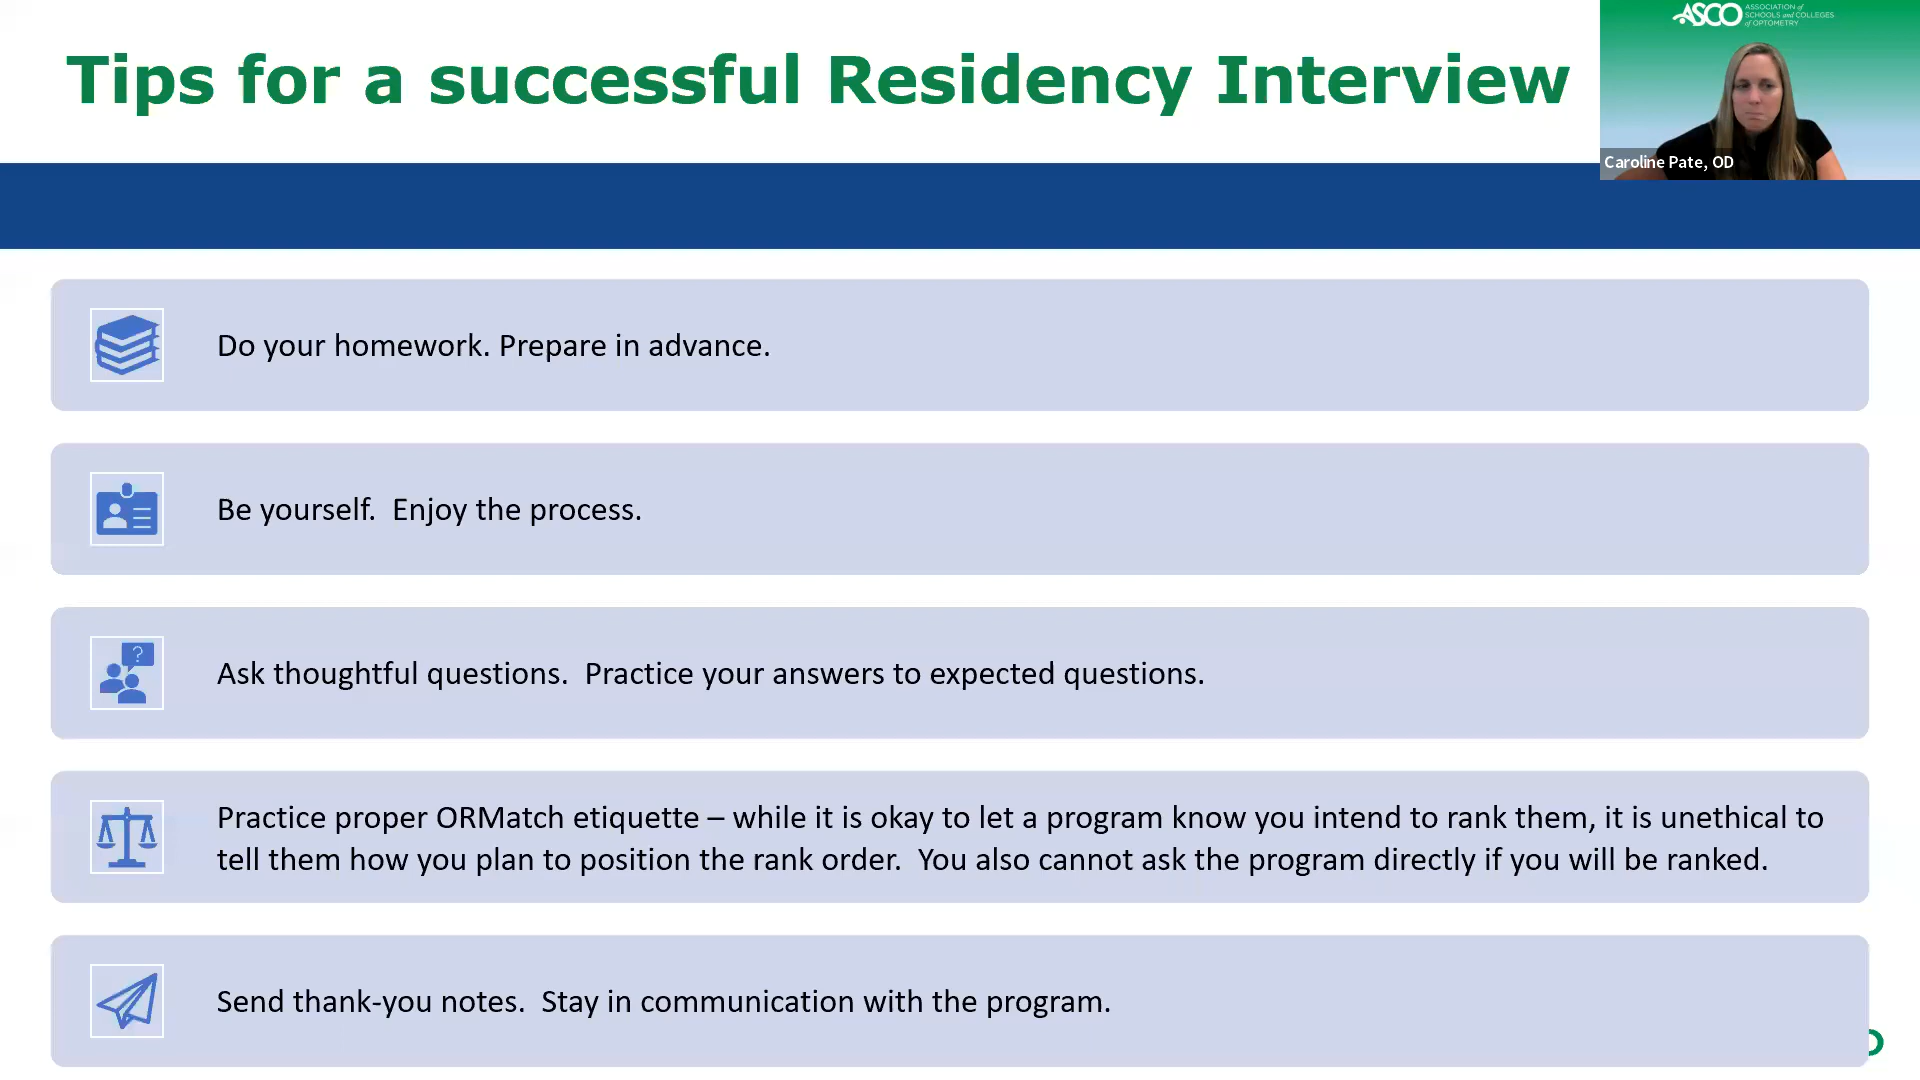 Tips for a successful Residency Interview
ASCO
ASSOCIATION of
SCHOOLS and COLLEGES
of OPTOMETRY
Caroline Pate, OD
Do your homework. Prepare in advance.
Be yourself.  Enjoy the process.
?
Ask thoughtful questions.  Practice your answers to expected questions.
Practice proper ORMatch etiquette – while it is okay to let a program know you intend to rank them, it is unethical to
tell them how you plan to position the rank order.  You also cannot ask the program directly if you will be ranked.
Send thank-you notes.  Stay in communication with the program.